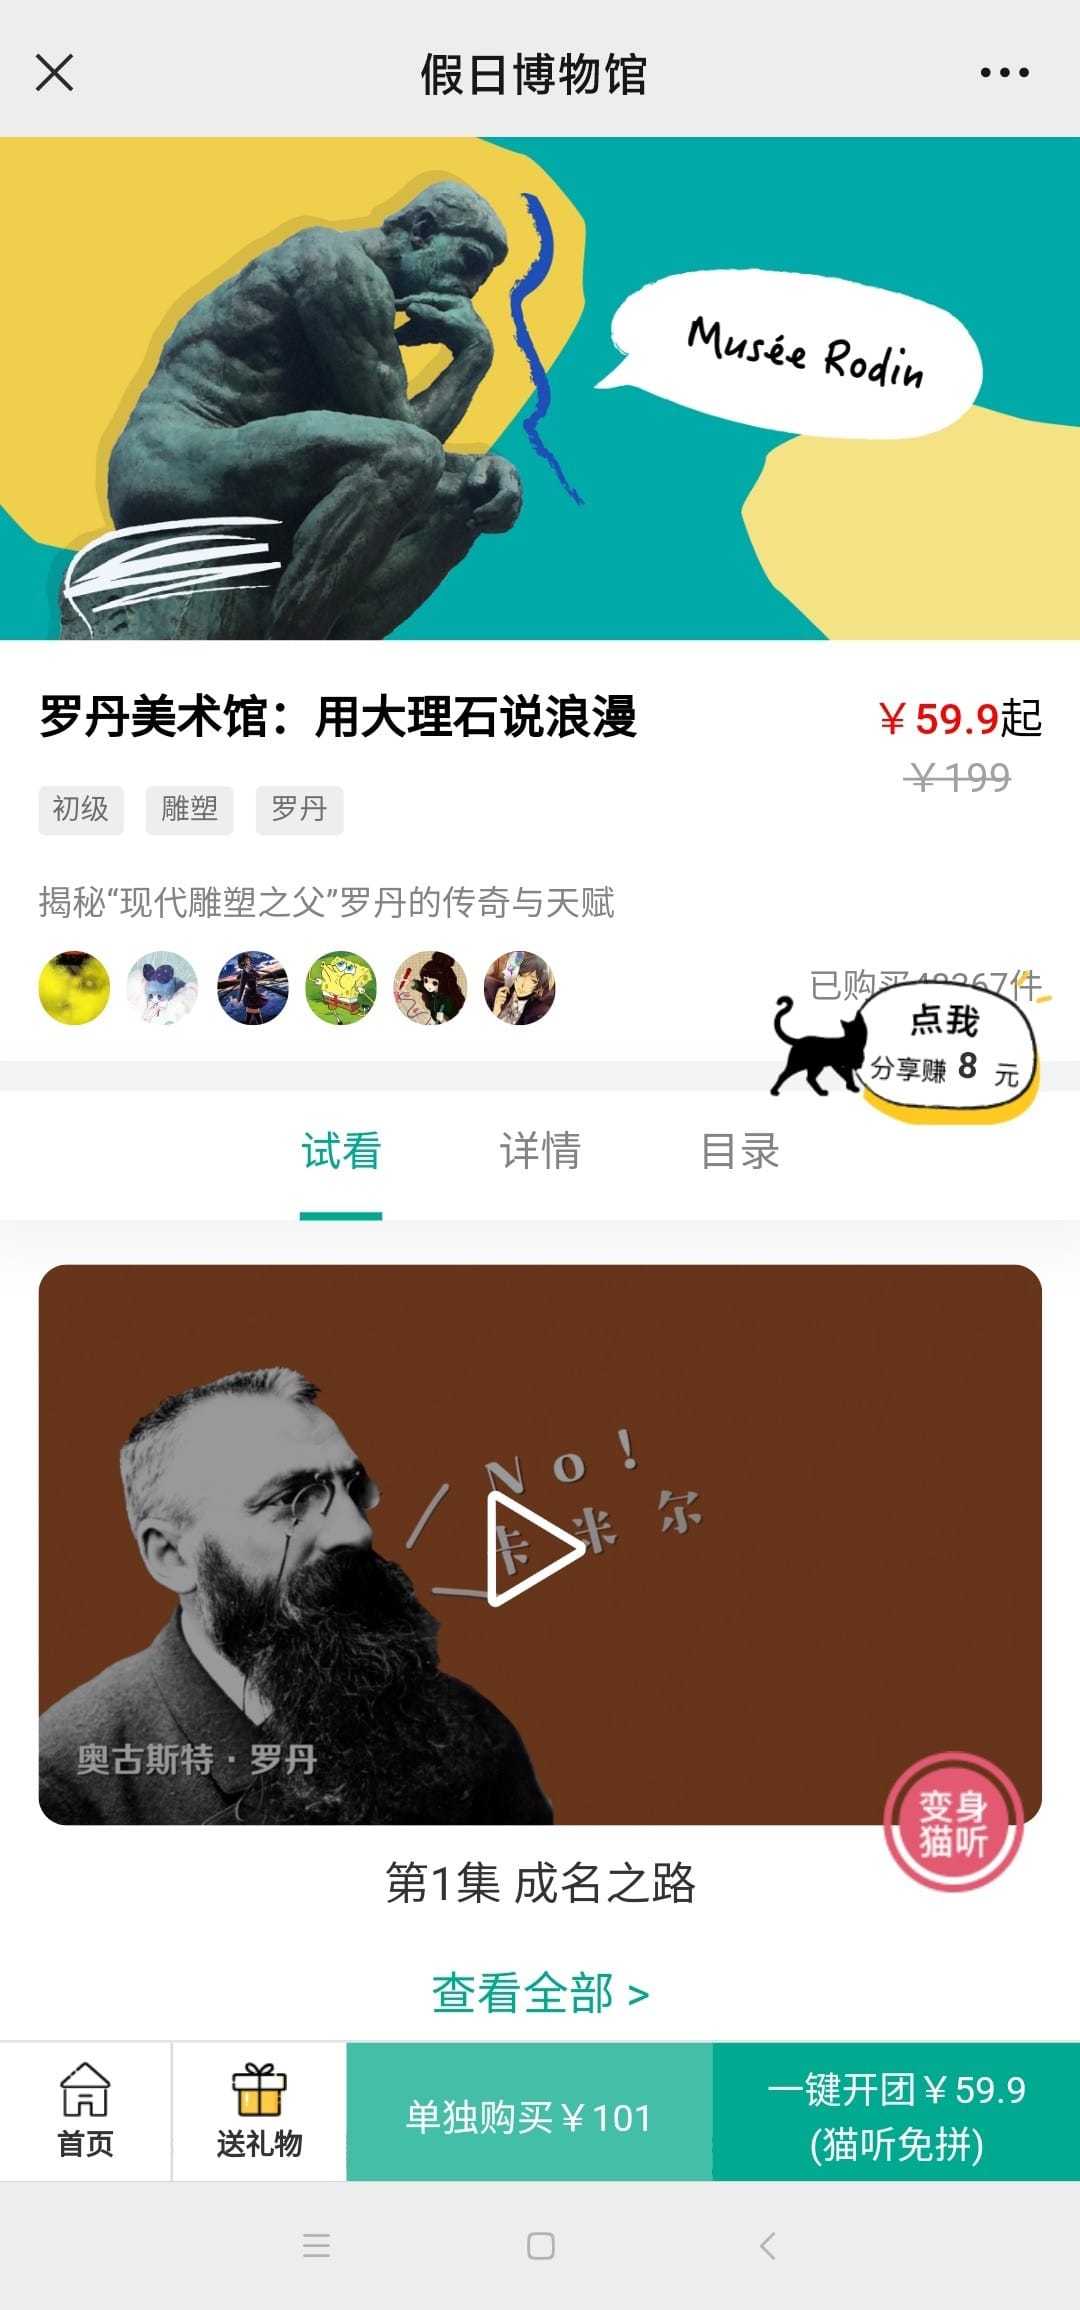 假日博物馆
Musée Rodin
罗丹美术馆：用大理石说浪漫
￥59.9起
￥199
初级 雕塑 罗丹
揭秘“现代雕塑之父”罗丹的传奇与天赋
已购买48367件
点我
分享赚 8 元
试看 详情 目录
No!
卡米尔
奥古斯特·罗丹
变身
猫听
第1集 成名之路
查看全部 >
首页
送礼物
单独购买￥101
一键开团￥59.9
(猫听免拼)